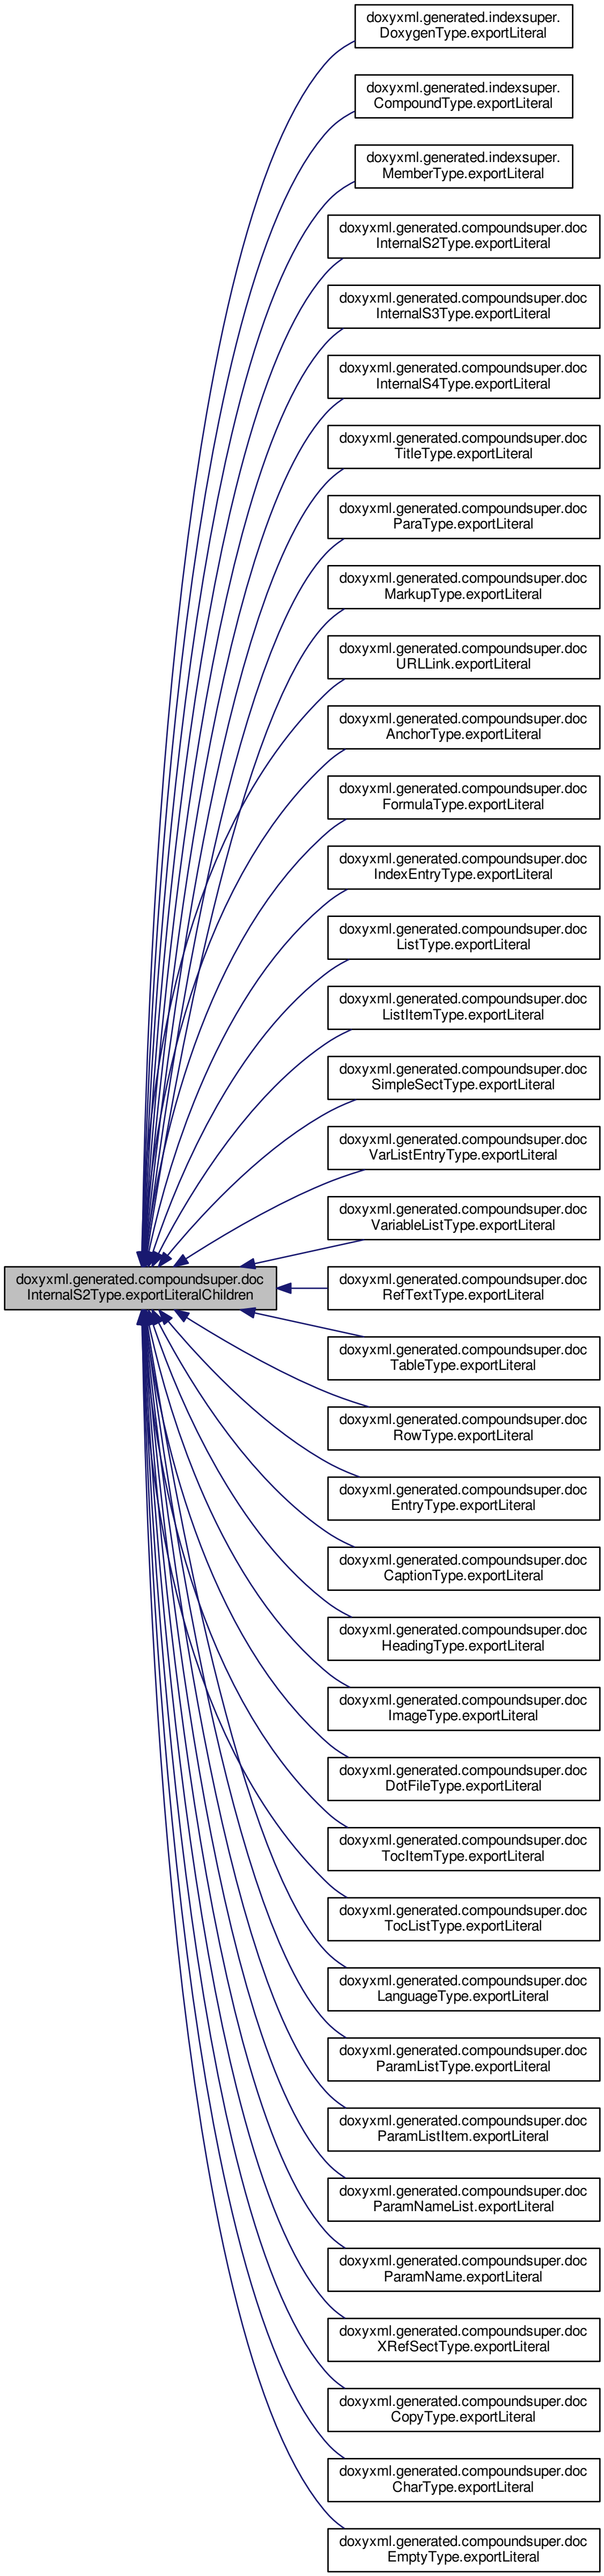 doxyxml.generated.indexsuper.
DoxygenType.exportLiteral
doxyxml.generated.indexsuper.
CompoundType.exportLiteral
doxyxml.generated.indexsuper.
MemberType.exportLiteral
doxyxml.generated.compoundsuper.doc
InternalS2Type.exportLiteral
doxyxml.generated.compoundsuper.doc
InternalS3Type.exportLiteral
doxyxml.generated.compoundsuper.doc
InternalS4Type.exportLiteral
doxyxml.generated.compoundsuper.doc
TitleType.exportLiteral
doxyxml.generated.compoundsuper.doc
ParaType.exportLiteral
doxyxml.generated.compoundsuper.doc
MarkupType.exportLiteral
doxyxml.generated.compoundsuper.doc
URLLink.exportLiteral
doxyxml.generated.compoundsuper.doc
AnchorType.exportLiteral
doxyxml.generated.compoundsuper.doc
FormulaType.exportLiteral
doxyxml.generated.compoundsuper.doc
IndexEntryType.exportLiteral
doxyxml.generated.compoundsuper.doc
ListType.exportLiteral
doxyxml.generated.compoundsuper.doc
ListItemType.exportLiteral
doxyxml.generated.compoundsuper.doc
SimpleSectType.exportLiteral
doxyxml.generated.compoundsuper.doc
VarListEntryType.exportLiteral
doxyxml.generated.compoundsuper.doc
VariableListType.exportLiteral
doxyxml.generated.compoundsuper.doc
InternalS2Type.exportLiteralChildren
doxyxml.generated.compoundsuper.doc
RefTextType.exportLiteral
doxyxml.generated.compoundsuper.doc
TableType.exportLiteral
doxyxml.generated.compoundsuper.doc
RowType.exportLiteral
doxyxml.generated.compoundsuper.doc
EntryType.exportLiteral
doxyxml.generated.compoundsuper.doc
CaptionType.exportLiteral
doxyxml.generated.compoundsuper.doc
HeadingType.exportLiteral
doxyxml.generated.compoundsuper.doc
ImageType.exportLiteral
doxyxml.generated.compoundsuper.doc
DotFileType.exportLiteral
doxyxml.generated.compoundsuper.doc
TocItemType.exportLiteral
doxyxml.generated.compoundsuper.doc
TocListType.exportLiteral
doxyxml.generated.compoundsuper.doc
LanguageType.exportLiteral
doxyxml.generated.compoundsuper.doc
ParamListType.exportLiteral
doxyxml.generated.compoundsuper.doc
ParamListItem.exportLiteral
doxyxml.generated.compoundsuper.doc
ParamNameList.exportLiteral
doxyxml.generated.compoundsuper.doc
ParamName.exportLiteral
doxyxml.generated.compoundsuper.doc
XRefSectType.exportLiteral
doxyxml.generated.compoundsuper.doc
CopyType.exportLiteral
doxyxml.generated.compoundsuper.doc
CharType.exportLiteral
doxyxml.generated.compoundsuper.doc
EmptyType.exportLiteral